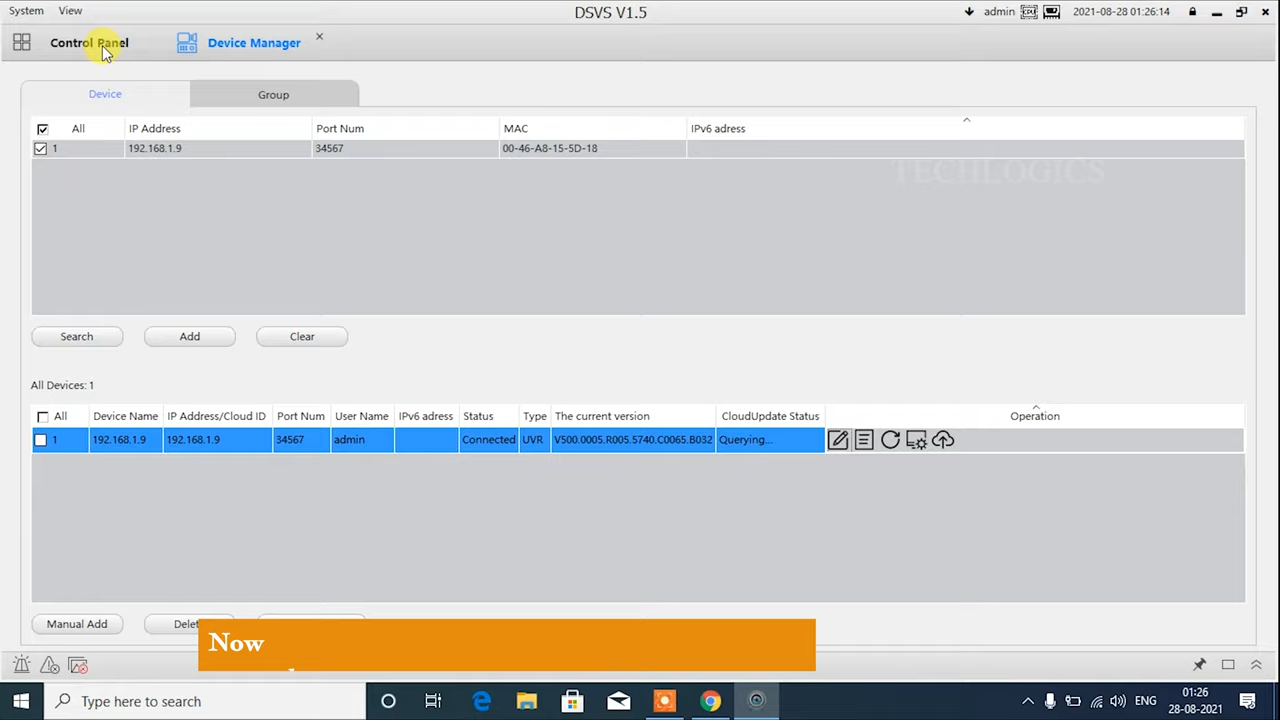 System View DSVS V1.5 admin 2021-08-28 01:26:14
Control Panel Device Manager
Device Group
All IP Address Port Num MAC IPv6 adress
1 192.168.1.9 34567 00-46-A8-15-5D-18
TECHLOGICS
Search Add Clear
All Devices: 1
All Device Name IP Address/Cloud ID Port Num User Name IPv6 adress Status Type The current version CloudUpdate Status Operation
1 192.168.1.9 192.168.1.9 34567 admin Connected UVR V500.0005.R005.5740.C0065.B032 Querying...
Manual Add
Now
Type here to search ENG 01:26
28-08-2021